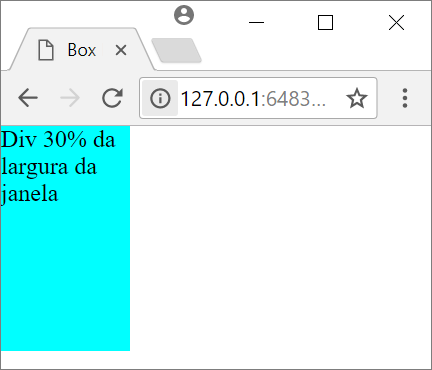 Box
127.0.0.1:6483...
Div 30% da
largura da
janela